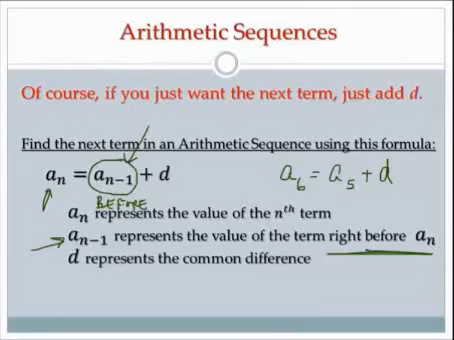 Arithmetic Sequences
Of course, if you just want the next term, just add d.
Find the next term in an Arithmetic Sequence using this formula:
aₙ = aₙ₋₁ + d
a₆ = a₅ + d
BEFORE
aₙ represents the value of the nᵗʰ term
aₙ₋₁ represents the value of the term right before aₙ
d represents the common difference